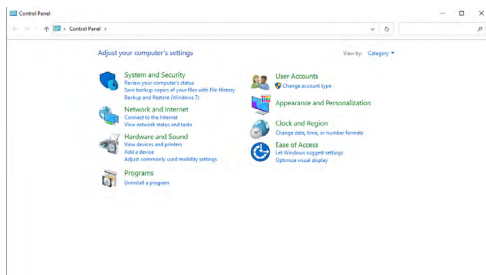 Control Panel
Control Panel
Adjust your computer's settings
View by: Category
System and Security
Review your computer's status
Save backup copies of your files with File History
Backup and Restore (Windows 7)
Network and Internet
Connect to the Internet
View network status and tasks
Hardware and Sound
View devices and printers
Add a device
Adjust commonly used mobility settings
Programs
Uninstall a program
User Accounts
Change account type
Appearance and Personalization
Clock and Region
Change date, time, or number formats
Ease of Access
Let Windows suggest settings
Optimize visual display